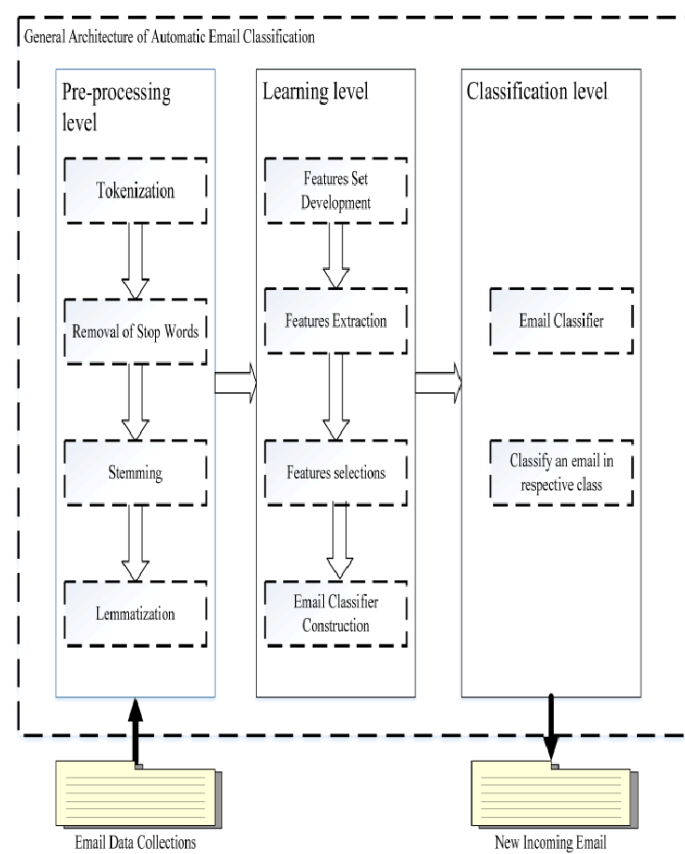 General Architecture of Automatic Email Classification
Pre-processing
level
Tokenization
Removal of Stop Words
Stemming
Lemmatization
Learning level
Features Set
Development
Features Extraction
Features selections
Email Classifier
Construction
Classification level
Email Classifier
Classify an email in
respective class
Email Data Collections
New Incoming Email